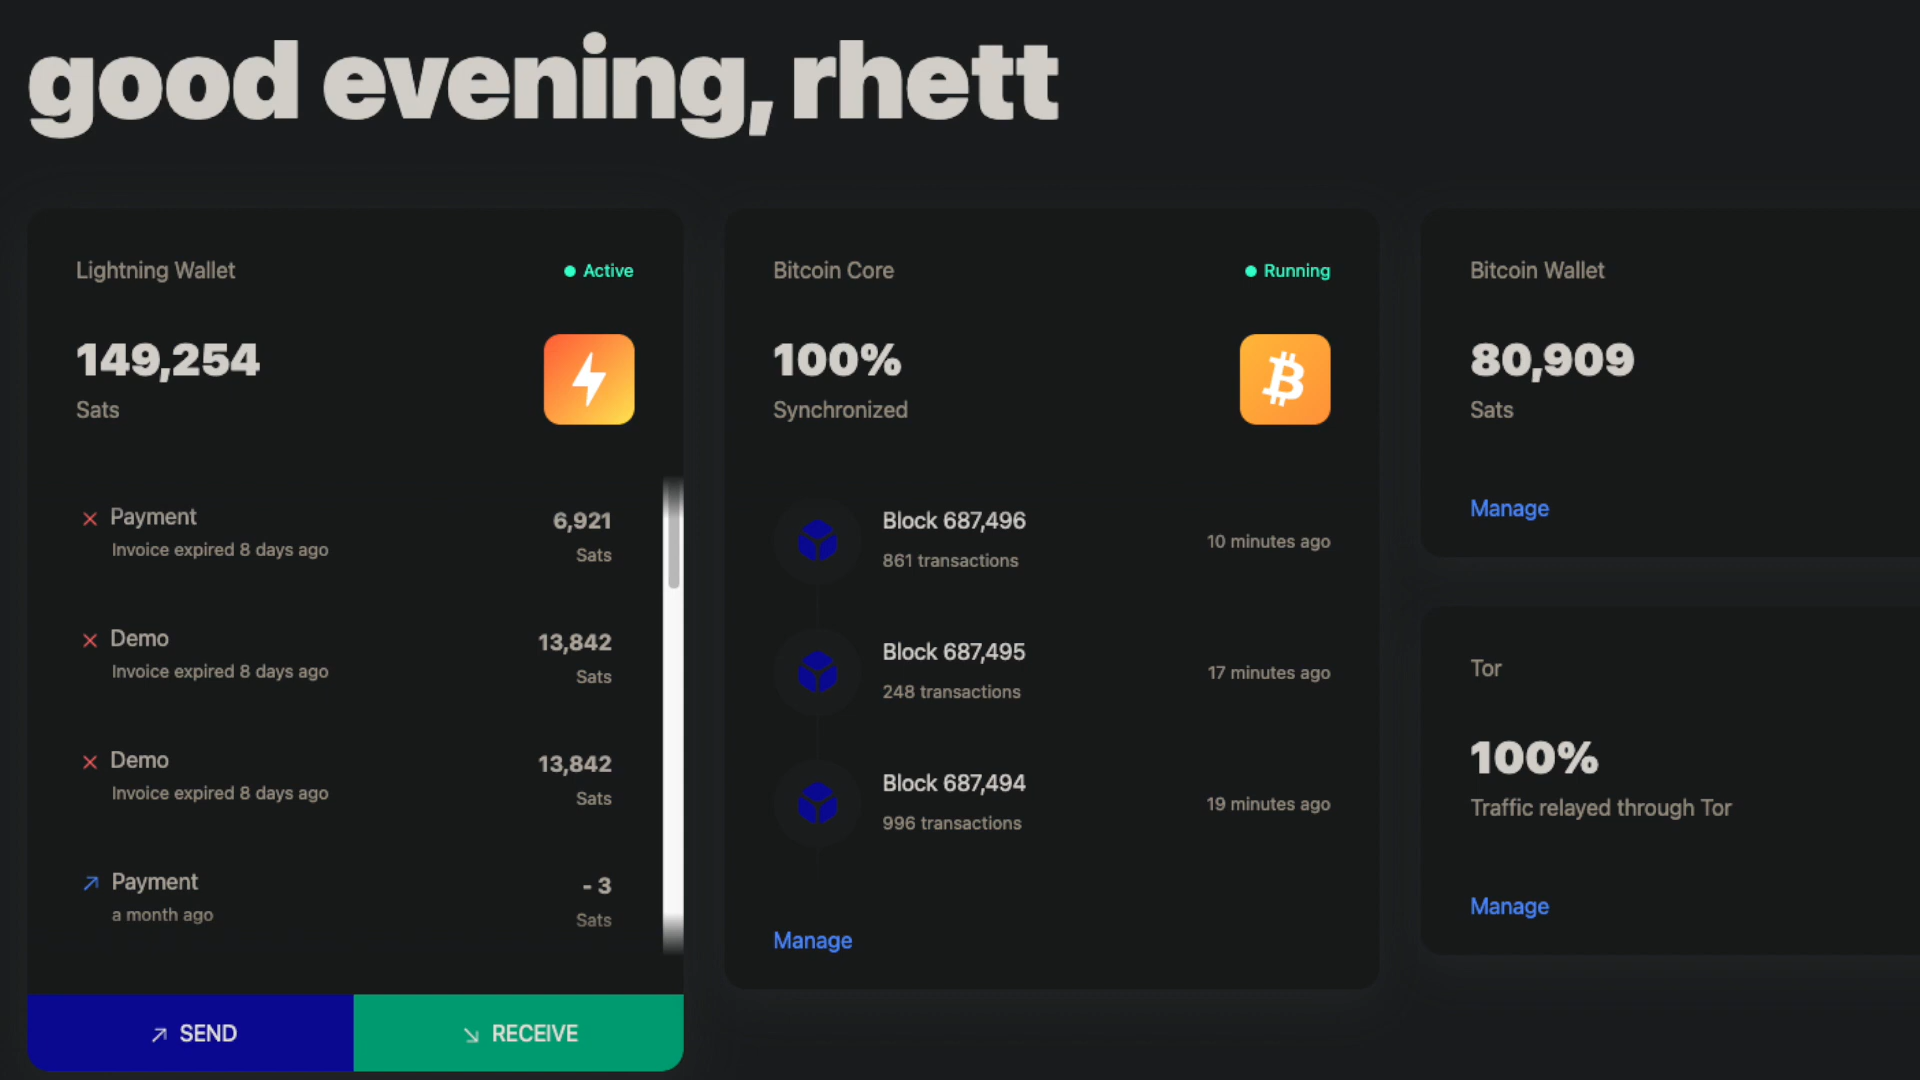 good evening, rhett
Lightning Wallet
Active
149,254
Sats
Payment
6,921
Invoice expired 8 days ago
Sats
Demo
13,842
Invoice expired 8 days ago
Sats
Demo
13,842
Invoice expired 8 days ago
Sats
Payment
- 3
a month ago
Sats
SEND
RECEIVE
Bitcoin Core
Running
100%
Synchronized
Block 687,496
861 transactions
10 minutes ago
Block 687,495
248 transactions
17 minutes ago
Block 687,494
996 transactions
19 minutes ago
Manage
Bitcoin Wallet
80,909
Sats
Manage
Tor
100%
Traffic relayed through Tor
Manage